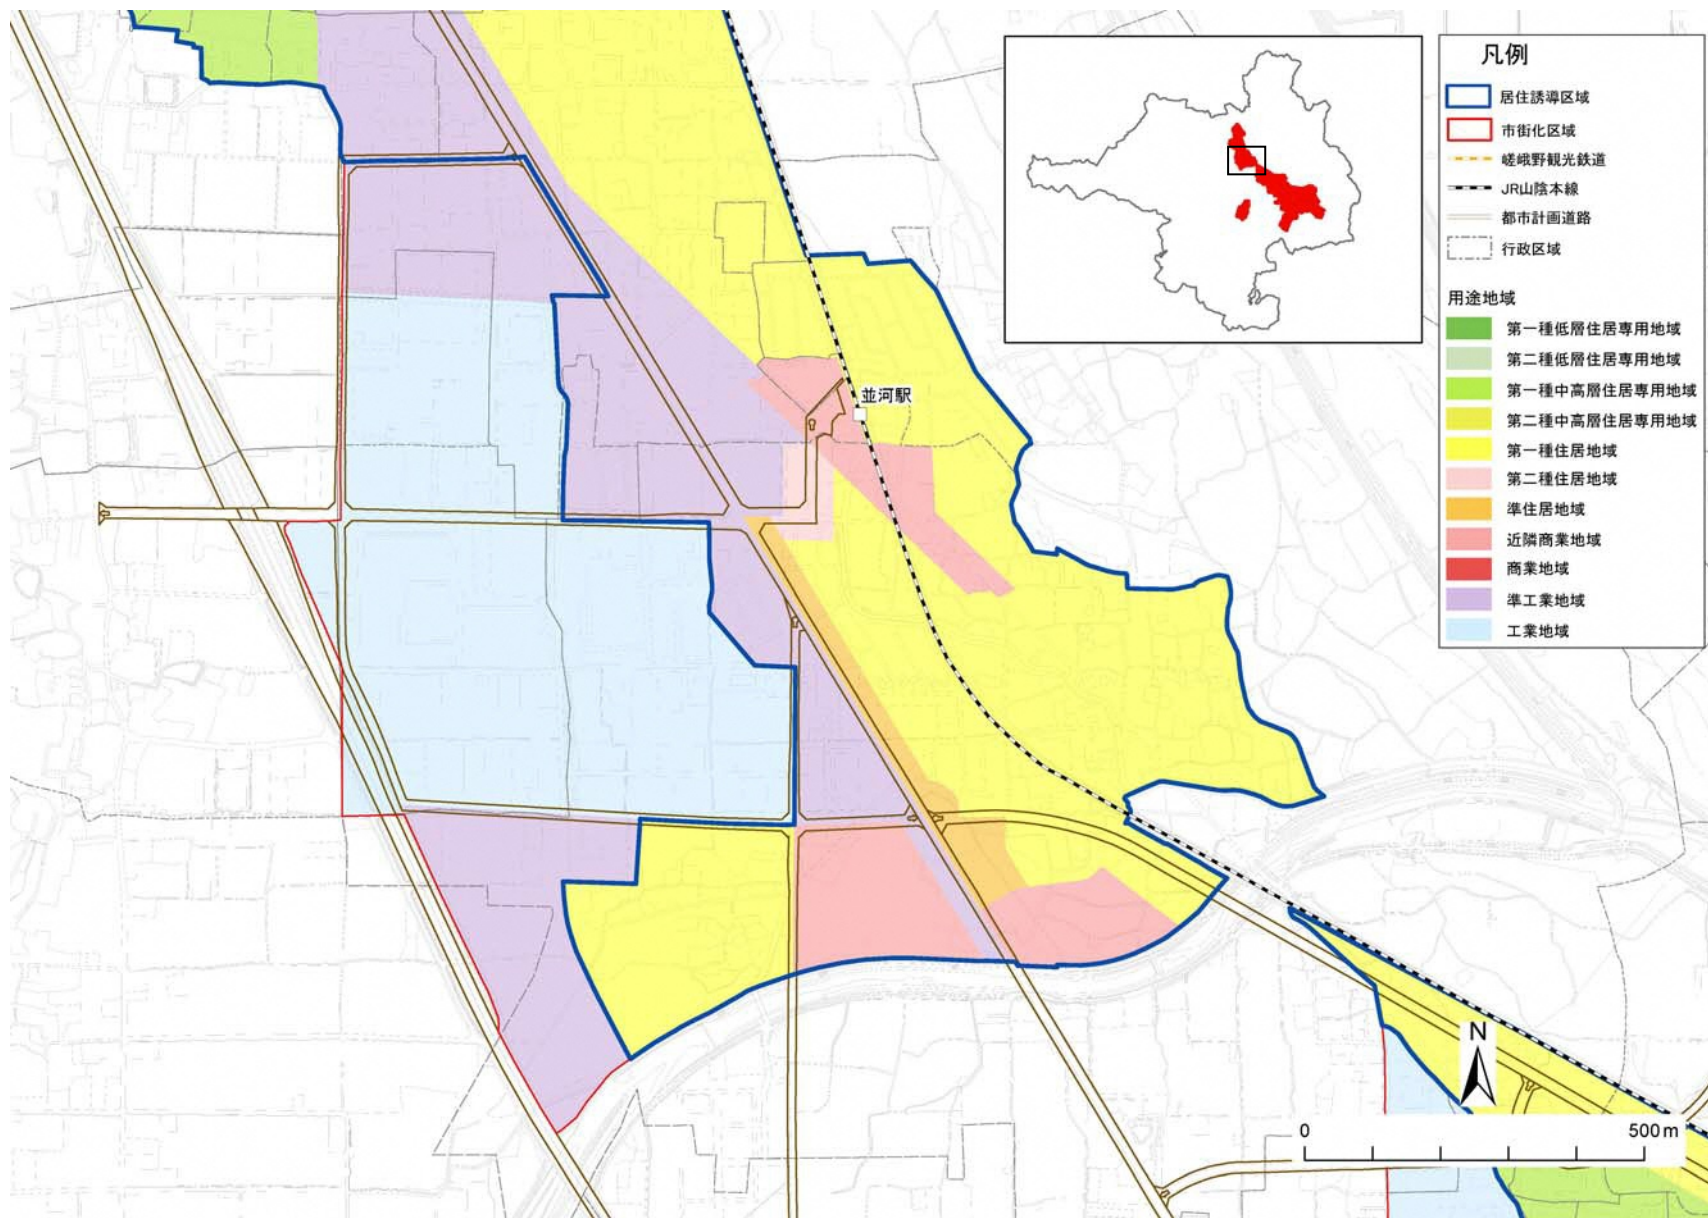 凡例
居住誘導区域
市街化区域
嵯峨野観光鉄道
JR山陰本線
都市計画道路
行政区域
用途地域
第一種低層住居専用地域
第二種低層住居専用地域
第一種中高層住居専用地域
第二種中高層住居専用地域
第一種住居地域
第二種住居地域
準住居地域
近隣商業地域
商業地域
準工業地域
工業地域
並河駅
N
0 500m